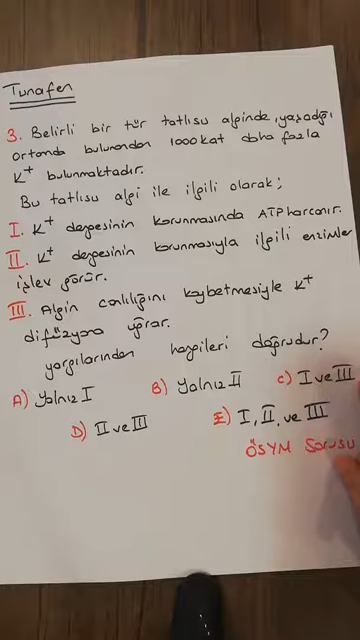 Tunafen
3. Belirli bir tür tatlısu alginde, yaşadığı
ortamda bulunandan 1000 kat daha fazla
K+ bulunmaktadır.
Bu tatlısu algi ile ilgili olarak;
I. K+ dengesinin korunmasında ATP harcanır.
II. K+ dengesinin korunmasıyla ilgili enzimler
işlev görür.
III. Algin canlılığını kaybetmesiyle K+
difüzyona uğrar.
yargılarından hangileri doğrudur?
A) Yalnız I B) Yalnız II C) I ve III
D) II ve III E) I, II, ve III
ÖSYM Sorusu